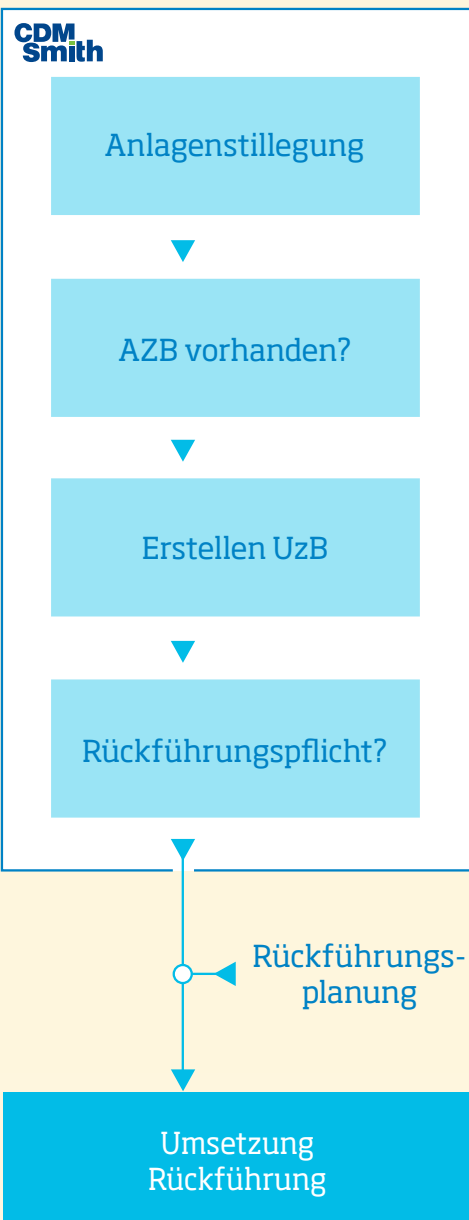 CDM
Smith
Anlagenstillegung
AZB vorhanden?
Erstellen UzB
Rückführungspflicht?
Rückführungs-
planung
Umsetzung
Rückführung